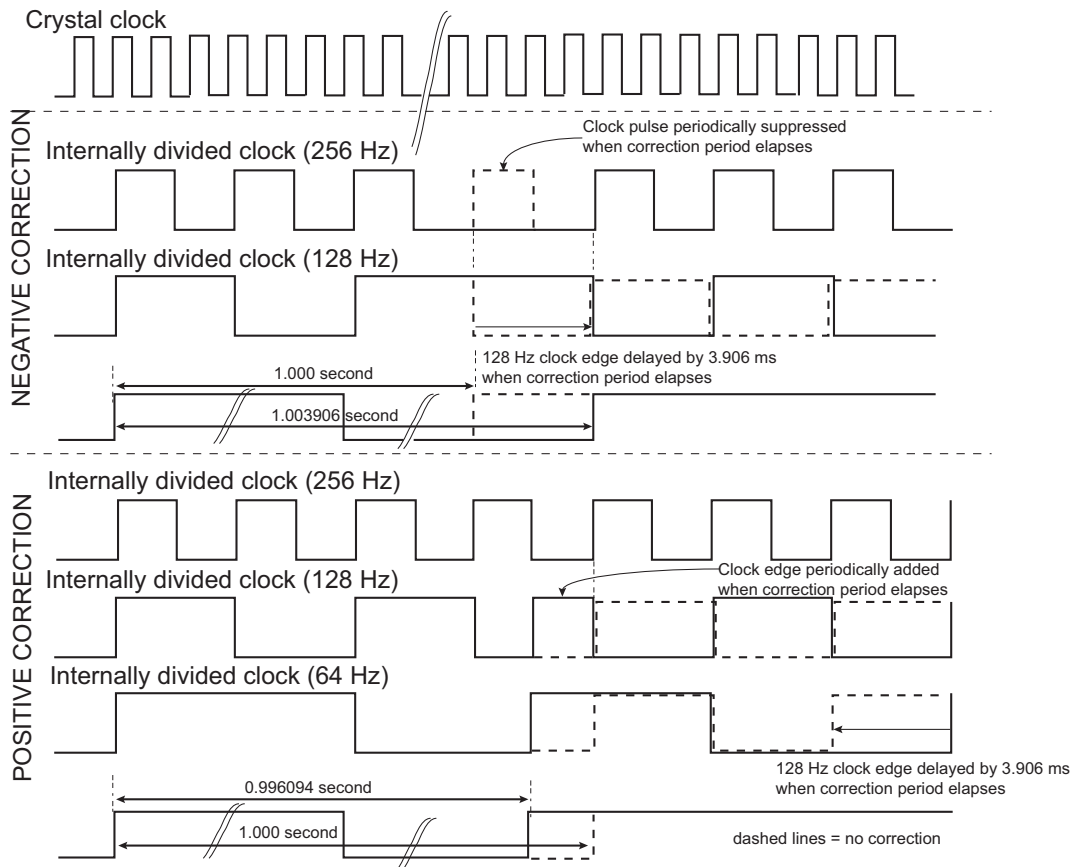 Crystal clock
NEGATIVE CORRECTION
Clock pulse periodically suppressed
when correction period elapses
Internally divided clock (256 Hz)
Internally divided clock (128 Hz)
128 Hz clock edge delayed by 3.906 ms
when correction period elapses
1.000 second
1.003906 second
POSITIVE CORRECTION
Internally divided clock (256 Hz)
Internally divided clock (128 Hz)
Clock edge periodically added
when correction period elapses
Internally divided clock (64 Hz)
128 Hz clock edge delayed by 3.906 ms
when correction period elapses
0.996094 second
1.000 second
dashed lines = no correction